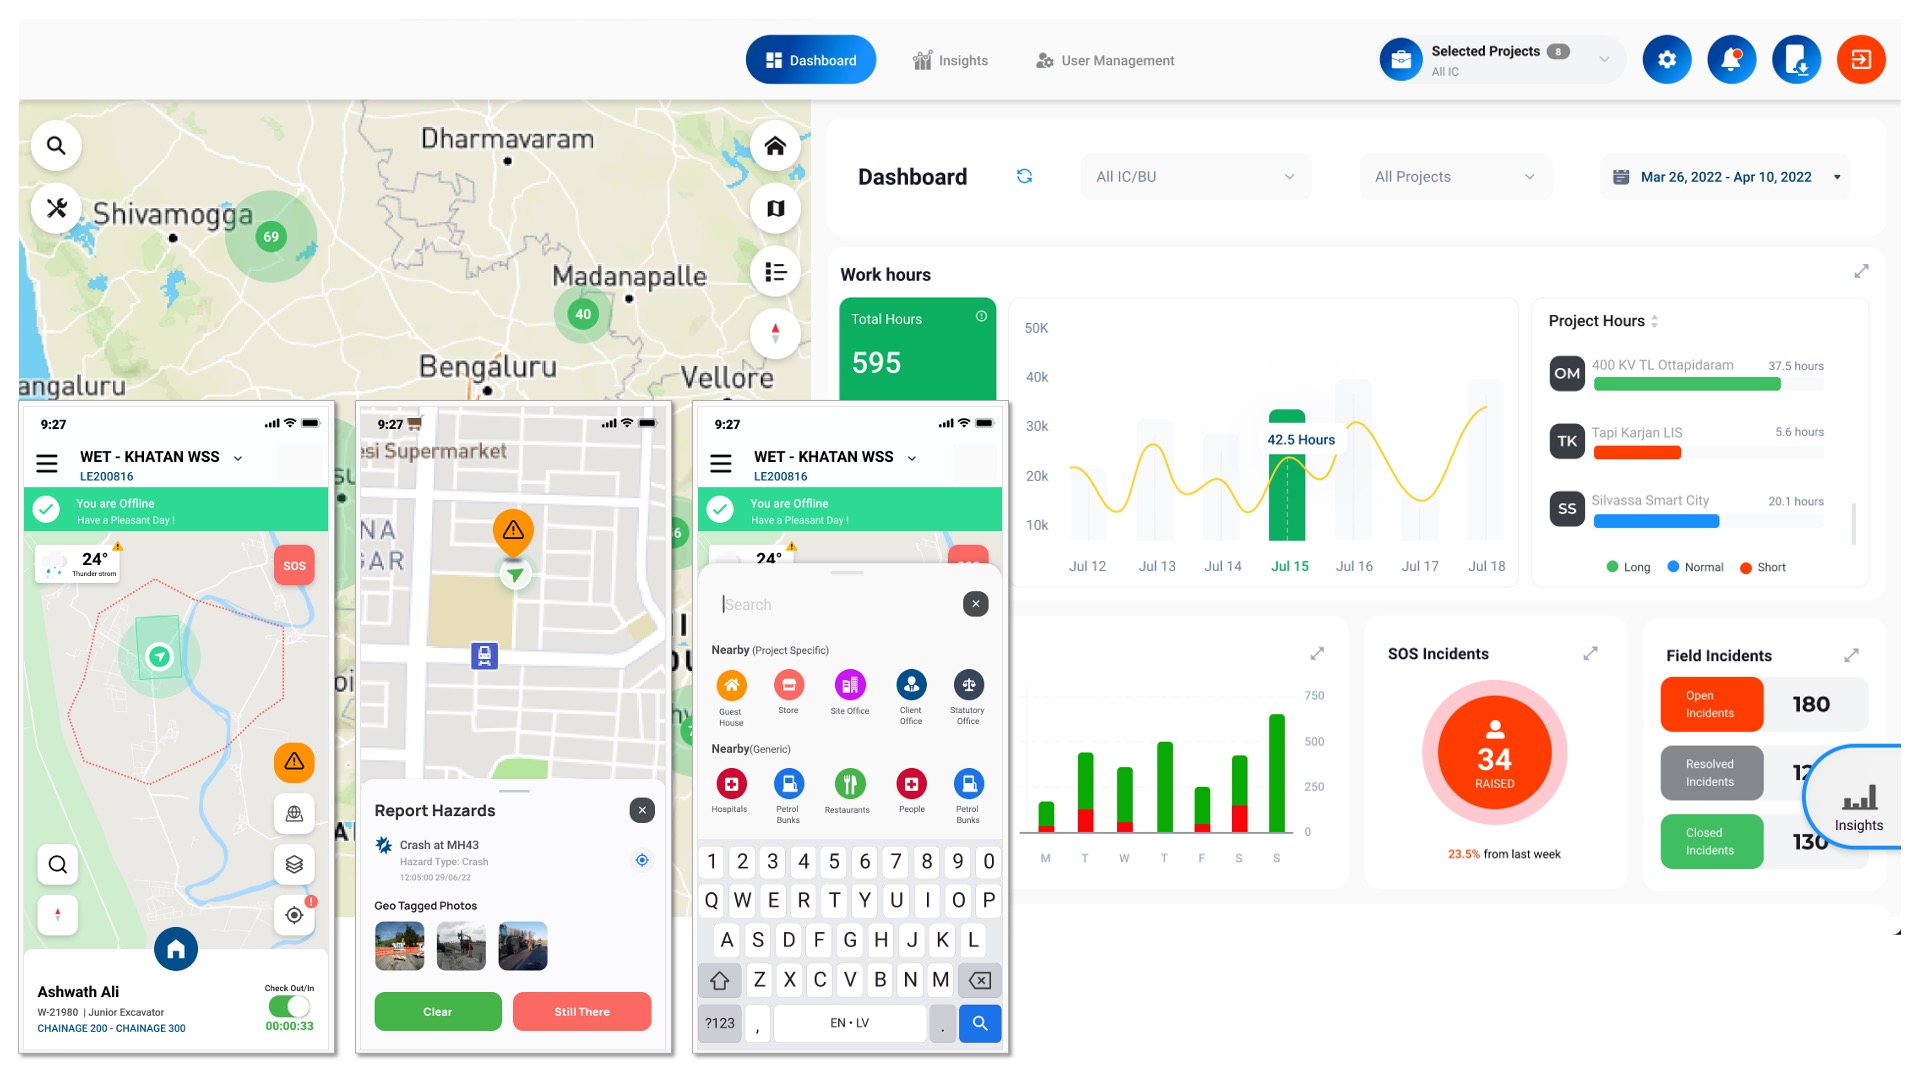 Dashboard
Insights
User Management
Selected Projects 8
All IC
Dharmavaram
Shivamogga
69
Madanapalle
40
Bengaluru
Vellore
angaluru
Dashboard
All IC/BU
All Projects
Mar 26, 2022 - Apr 10, 2022
Work hours
Total Hours
595
50K
40k
30k
20k
10k
42.5 Hours
Jul 12
Jul 13
Jul 14
Jul 15
Jul 16
Jul 17
Jul 18
Project Hours
OM
400 KV TL Ottapidaram
37.5 hours
TK
Tapi Karjan LIS
5.6 hours
SS
Silvassa Smart City
20.1 hours
Long
Normal
Short
750
500
250
0
M
T
W
T
F
S
S
SOS Incidents
34
RAISED
23.5% from last week
Field Incidents
Open
Incidents
180
Resolved
Incidents
Closed
Incidents
130
Insights
9:27
WET - KHATAN WSS
LE200816
You are Offline
Have a Pleasant Day !
24°
Thunder strom
SOS
Ashwath Ali
W-21980 | Junior Excavator
CHAINAGE 200 - CHAINAGE 300
Check Out/In
00:00:33
9:27
esi Supermarket
NA
GAR
Report Hazards
Crash at MH43
Hazard Type: Crash
12:05:00 29/06/22
Geo Tagged Photos
Clear
Still There
9:27
WET - KHATAN WSS
LE200816
You are Offline
Have a Pleasant Day !
24°
Search
Nearby (Project Specific)
Guest
House
Store
Site Office
Client
Office
Statutory
Office
Nearby(Generic)
Hospitals
Petrol
Bunks
Restaurants
People
Petrol
Bunks
1 2 3 4 5 6 7 8 9 0
Q W E R T Y U I O P
A S D F G H J K L
Z X C V B N M
?123 , EN • LV .